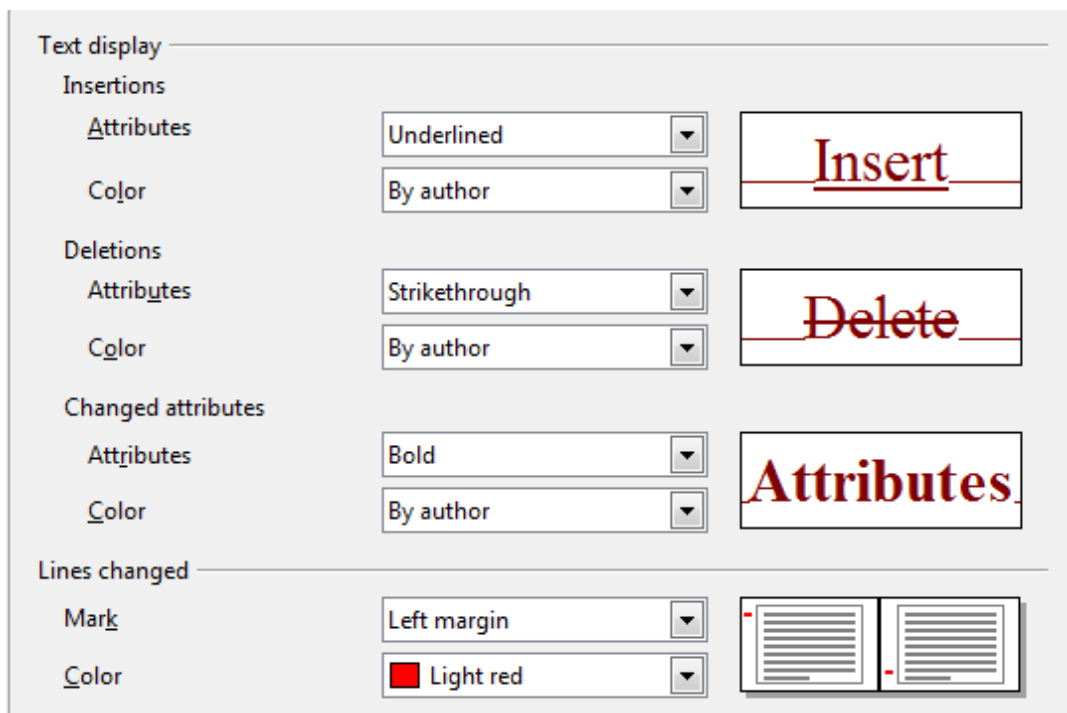 Text display
Insertions
Attributes Underlined Insert
Color By author
Deletions
Attributes Strikethrough Delete
Color By author
Changed attributes
Attributes Bold Attributes
Color By author
Lines changed
Mark Left margin
Color Light red